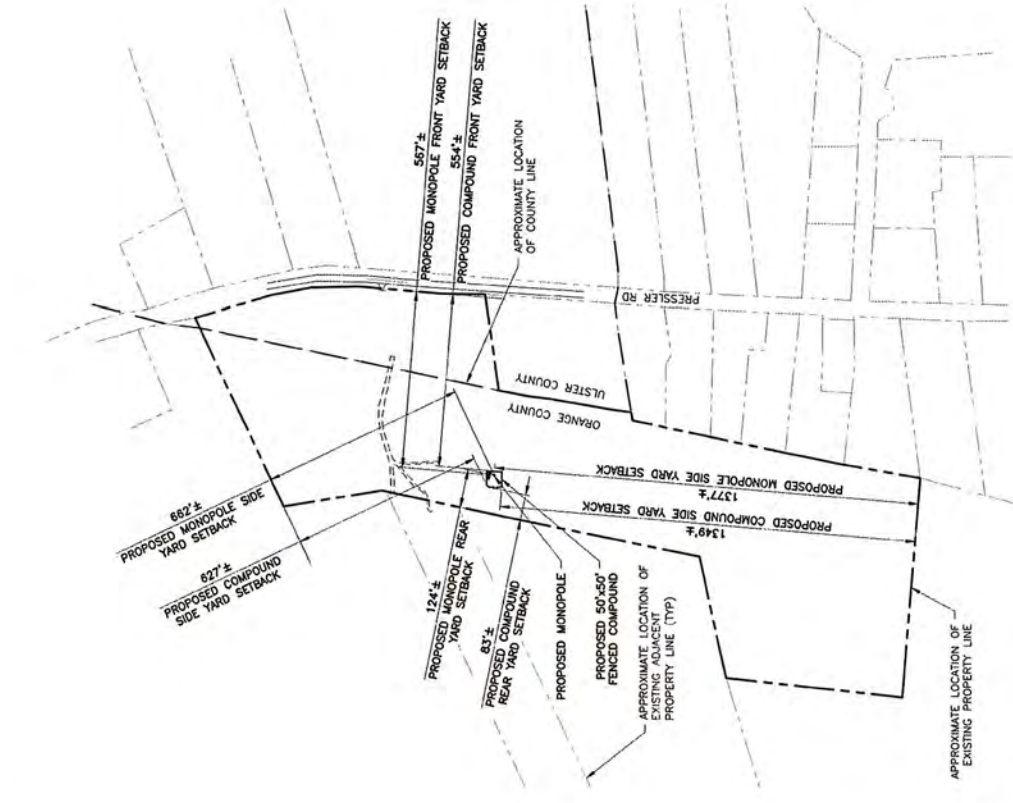 567'±
PROPOSED MONOPOLE FRONT YARD SETBACK
554'±
PROPOSED COMPOUND FRONT YARD SETBACK
APPROXIMATE LOCATION
OF COUNTY LINE
PRESSLER RD
ULSTER COUNTY
ORANGE COUNTY
662'±
PROPOSED MONOPOLE SIDE
YARD SETBACK
627'±
PROPOSED COMPOUND
SIDE YARD SETBACK
124'±
PROPOSED MONOPOLE REAR
YARD SETBACK
83'±
PROPOSED COMPOUND
REAR YARD SETBACK
PROPOSED MONOPOLE
PROPOSED 50'x50'
FENCED COMPOUND
APPROXIMATE LOCATION OF
EXISTING ADJACENT
PROPERTY LINE (TYP)
PROPOSED MONOPOLE SIDE YARD SETBACK
1377'±
PROPOSED COMPOUND SIDE YARD SETBACK
1349'±
APPROXIMATE LOCATION OF
EXISTING PROPERTY LINE